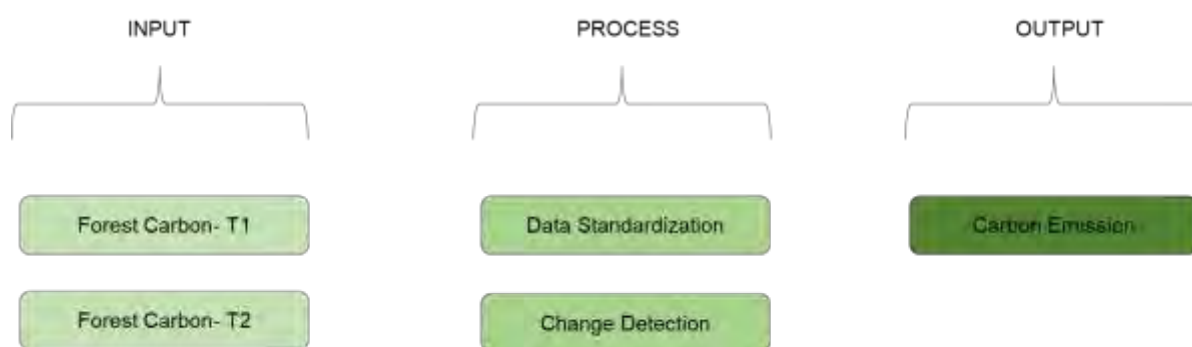 INPUT
PROCESS
OUTPUT
Forest Carbon- T1
Data Standardization
Carbon Emission
Forest Carbon- T2
Change Detection